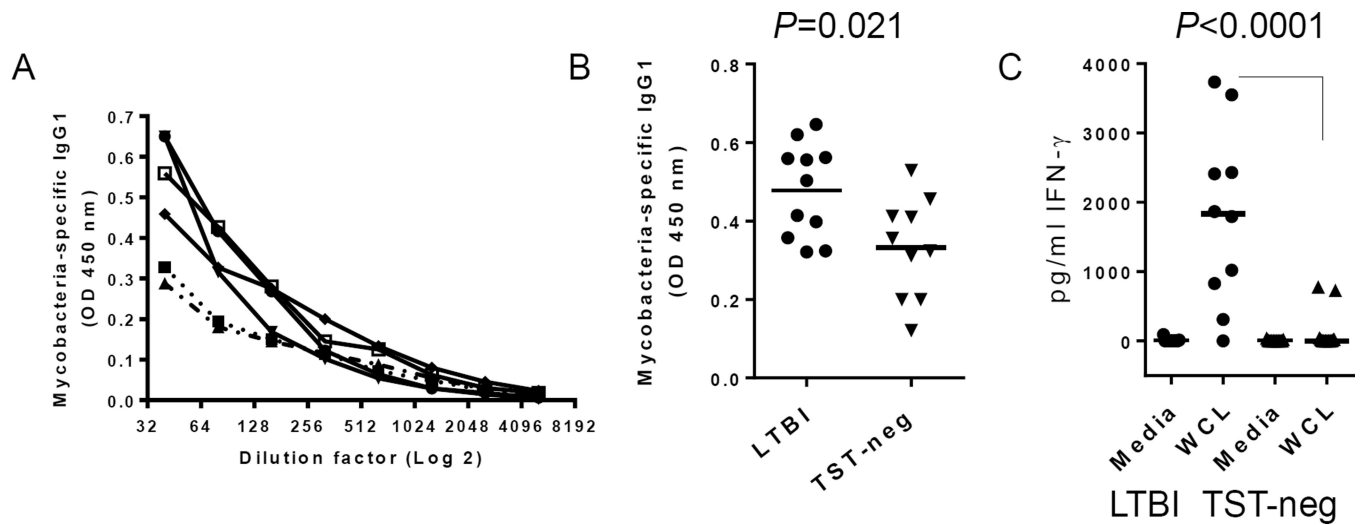 A
Mycobacteria-specific IgG1
(OD 450 nm)
0.7
0.6
0.5
0.4
0.3
0.2
0.1
0.0
32 64 128 256 512 1024 2048 4096 8192
Dilution factor (Log 2)
B
P=0.021
Mycobacteria-specific IgG1
(OD 450 nm)
0.8
0.6
0.4
0.2
0.0
LTBI
TST-neg
C
P<0.0001
pg/ml IFN-γ
4000
3000
2000
1000
0
Media
WCL
Media
WCL
LTBI TST-neg